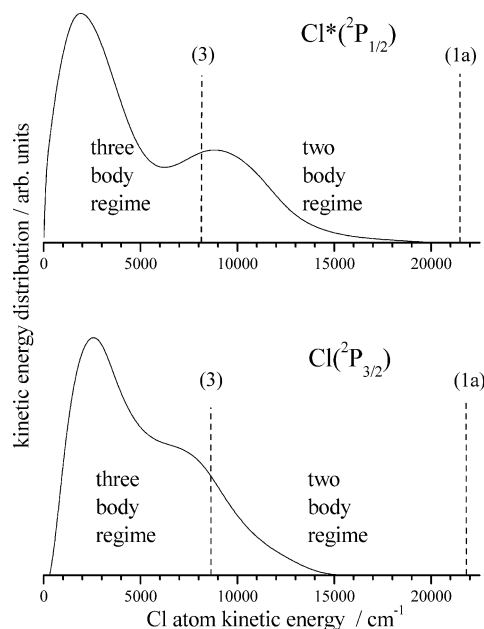 Cl*(²P₁/₂)
(3)
(1a)
three
body
regime
two
body
regime
0
5000
10000
15000
20000
kinetic energy distribution / arb. units
Cl(²P₃/₂)
(3)
(1a)
three
body
regime
two
body
regime
0
5000
10000
15000
20000
Cl atom kinetic energy / cm⁻¹